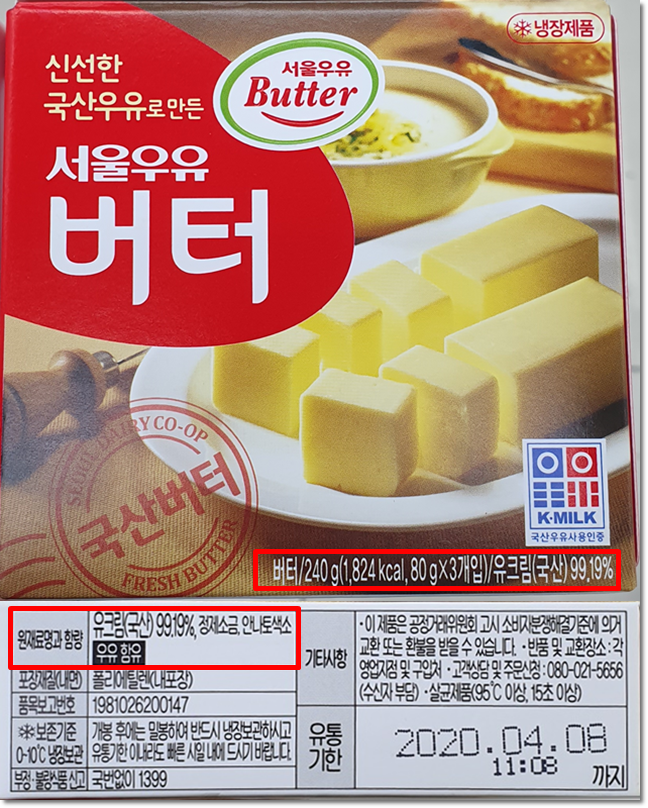 냉장제품
신선한
국산우유로 만든
서울우유
Butter
서울우유
버터
SEOUL DAIRY CO-OP
국산버터
FRESH BUTTER
K·MILK
국산우유사용인증
버터/240 g(1,824 kcal, 80 g×3개입)/유크림(국산) 99.19%
원재료명과 함량
유크림(국산) 99.19%, 정제소금, 안나토색소
우유 함유
포장재질(내면) 폴리에틸렌(내포장)
품목보고번호 1981026200147
보존기준
0-10℃ 냉장보관
개봉 후에는 밀봉하여 반드시 냉장보관하시고
유통기한 이내라도 빠른 시일 내에 드시기 바랍니다.
부정·불량식품 신고 국번없이 1399
기타사항
·이 제품은 공정거래위원회 고시 소비자분쟁해결기준에 의거
교환 또는 환불을 받을 수 있습니다. ·반품 및 교환장소 : 각
영업지점 및 구입처 ·고객상담 및 주문신청 : 080-021-5656
(수신자 부담) ·살균제품(95℃ 이상, 15초 이상)
유통
기한
2020.04.08
11:08 까지